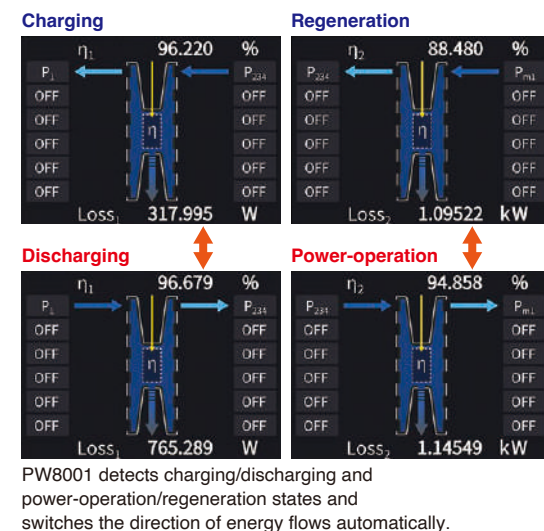 Charging
η1 96.220 %
P1 P234
OFF OFF
OFF OFF
OFF OFF
OFF OFF
OFF OFF
η
Loss1 317.995 W
Regeneration
η2 88.480 %
P234 Pm1
OFF OFF
OFF OFF
OFF OFF
OFF OFF
OFF OFF
η
Loss2 1.09522 kW
Discharging
η1 96.679 %
P1 P234
OFF OFF
OFF OFF
OFF OFF
OFF OFF
OFF OFF
η
Loss1 765.289 W
Power-operation
η2 94.858 %
P234 Pm1
OFF OFF
OFF OFF
OFF OFF
OFF OFF
OFF OFF
η
Loss2 1.14549 kW
PW8001 detects charging/discharging and
power-operation/regeneration states and
switches the direction of energy flows automatically.